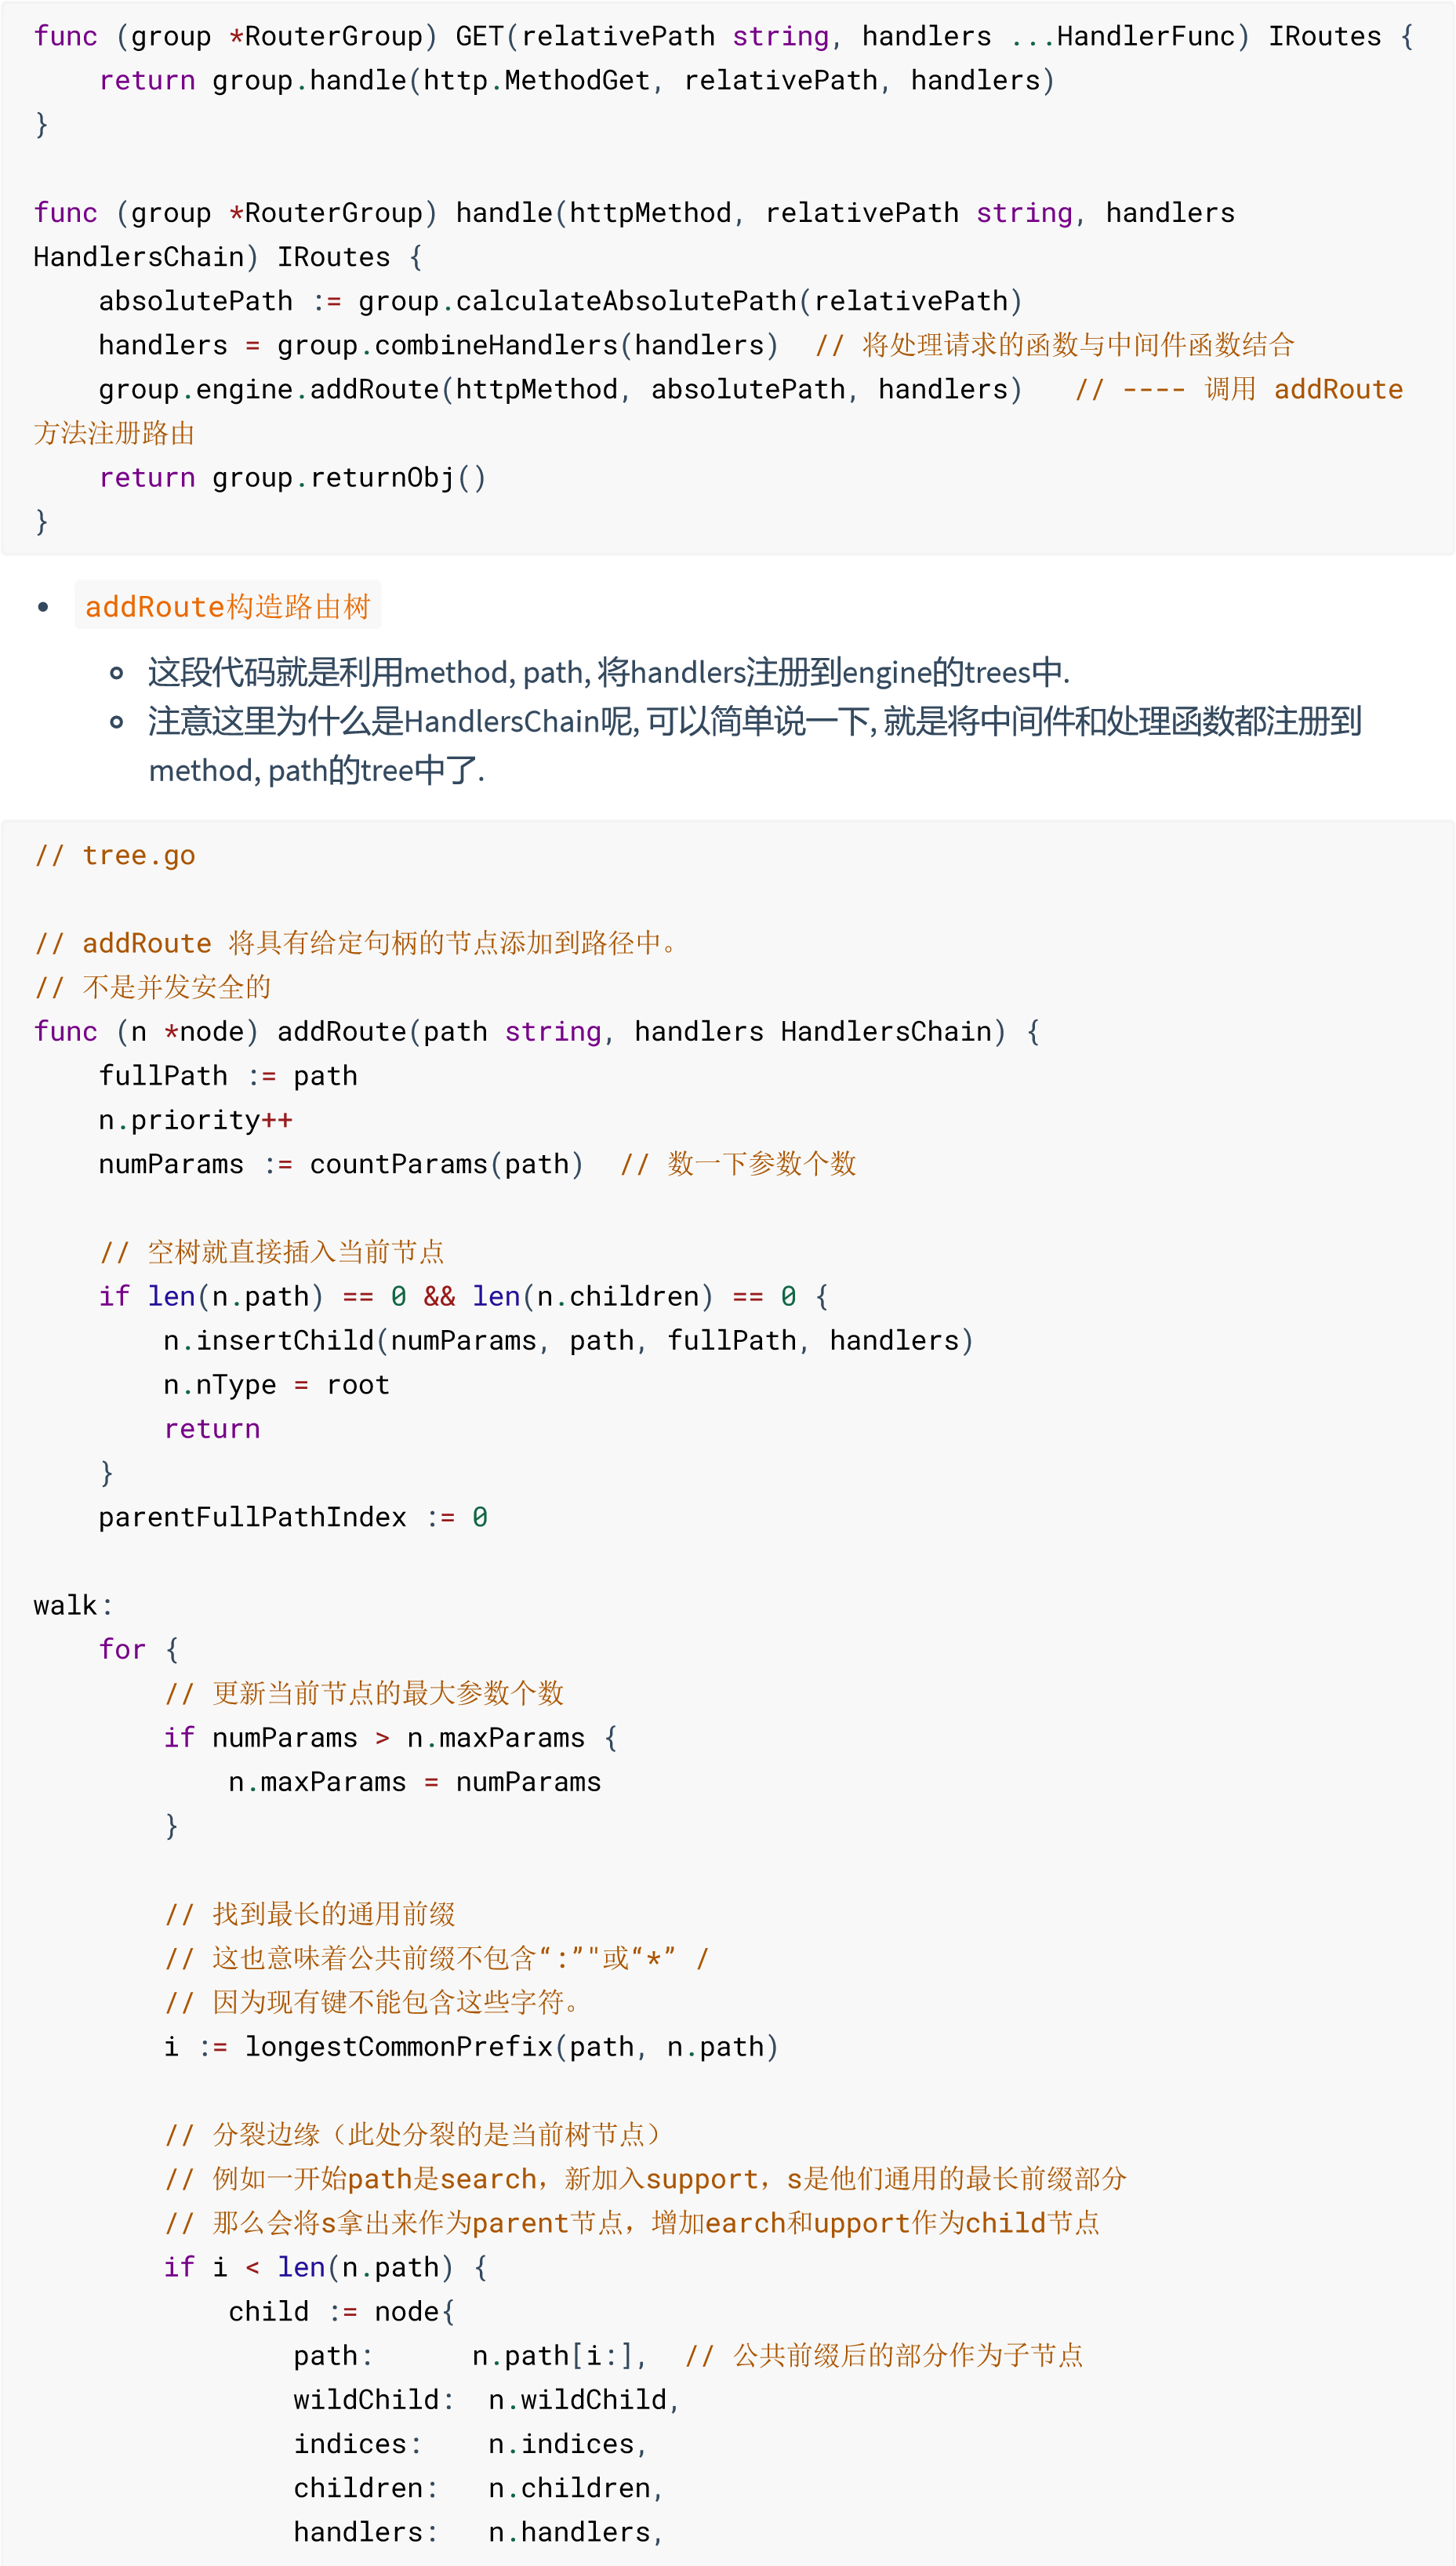 func (group *RouterGroup) GET(relativePath string, handlers ...HandlerFunc) IRoutes {
    return group.handle(http.MethodGet, relativePath, handlers)
}

func (group *RouterGroup) handle(httpMethod, relativePath string, handlers
HandlersChain) IRoutes {
    absolutePath := group.calculateAbsolutePath(relativePath)
    handlers = group.combineHandlers(handlers)  // 将处理请求的函数与中间件函数结合
    group.engine.addRoute(httpMethod, absolutePath, handlers)   // ---- 调用 addRoute
方法注册路由
    return group.returnObj()
}
• addRoute构造路由树
◦ 这段代码就是利用method, path, 将handlers注册到engine的trees中.
◦ 注意这里为什么是HandlersChain呢, 可以简单说一下, 就是将中间件和处理函数都注册到
method, path的tree中了.
// tree.go

// addRoute 将具有给定句柄的节点添加到路径中。
// 不是并发安全的
func (n *node) addRoute(path string, handlers HandlersChain) {
    fullPath := path
    n.priority++
    numParams := countParams(path)  // 数一下参数个数

    // 空树就直接插入当前节点
    if len(n.path) == 0 && len(n.children) == 0 {
        n.insertChild(numParams, path, fullPath, handlers)
        n.nType = root
        return
    }
    parentFullPathIndex := 0

walk:
    for {
        // 更新当前节点的最大参数个数
        if numParams > n.maxParams {
            n.maxParams = numParams
        }

        // 找到最长的通用前缀
        // 这也意味着公共前缀不包含“:”"或“*” /
        // 因为现有键不能包含这些字符。
        i := longestCommonPrefix(path, n.path)

        // 分裂边缘（此处分裂的是当前树节点）
        // 例如一开始path是search，新加入support，s是他们通用的最长前缀部分
        // 那么会将s拿出来作为parent节点，增加earch和upport作为child节点
        if i < len(n.path) {
            child := node{
                path:      n.path[i:],  // 公共前缀后的部分作为子节点
                wildChild:  n.wildChild,
                indices:    n.indices,
                children:   n.children,
                handlers:   n.handlers,